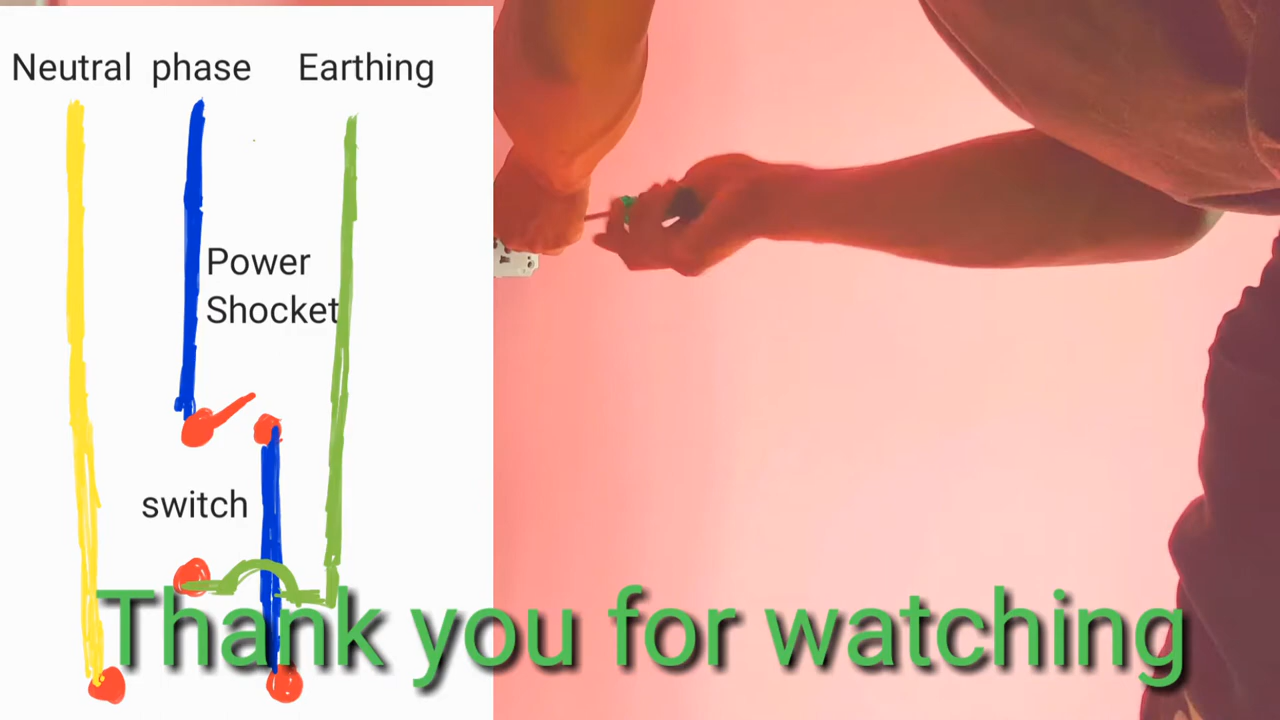 Neutral phase Earthing
Power
Shocket
switch
Thank you for watching